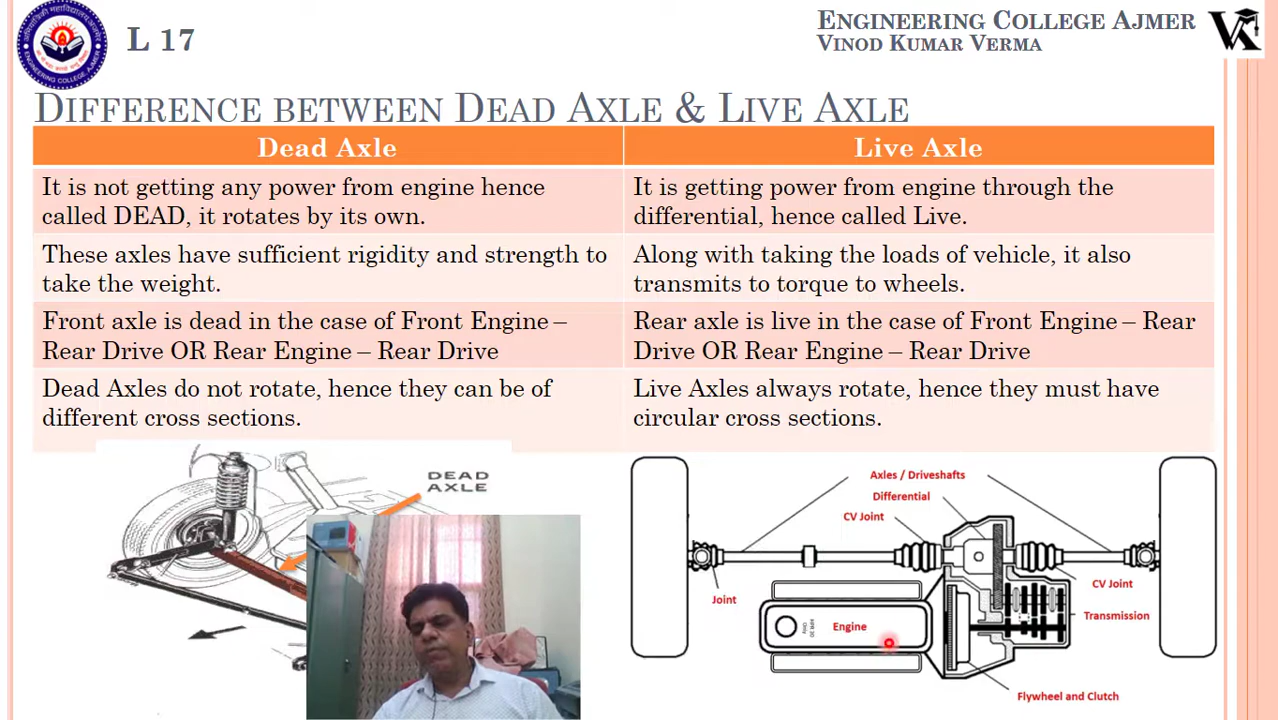 L 17
ENGINEERING COLLEGE AJMER
VINOD KUMAR VERMA
DIFFERENCE BETWEEN DEAD AXLE & LIVE AXLE
Dead Axle
Live Axle
It is not getting any power from engine hence
called DEAD, it rotates by its own.
It is getting power from engine through the
differential, hence called Live.
These axles have sufficient rigidity and strength to
take the weight.
Along with taking the loads of vehicle, it also
transmits to torque to wheels.
Front axle is dead in the case of Front Engine –
Rear Drive OR Rear Engine – Rear Drive
Rear axle is live in the case of Front Engine – Rear
Drive OR Rear Engine – Rear Drive
Dead Axles do not rotate, hence they can be of
different cross sections.
Live Axles always rotate, hence they must have
circular cross sections.
DEAD
AXLE
Axles / Driveshafts
Differential
CV Joint
CV Joint
Joint
Transmission
Engine
Flywheel and Clutch